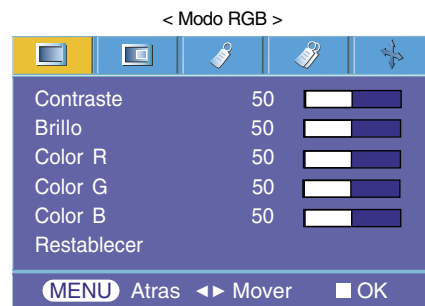 < Modo RGB >
Contraste 50
Brillo 50
Color R 50
Color G 50
Color B 50
Restablecer
MENU Atras ◄► Mover ■ OK